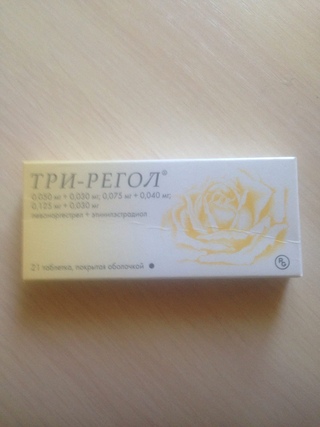 ТРИ-РЕГОЛ®
0,050 мг + 0,030 мг, 0,075 мг + 0,040 мг,
0,125 мг + 0,030 мг
левоноргестрел + этинилэстрадиол
21 таблетка, покрытая оболочкой
RG